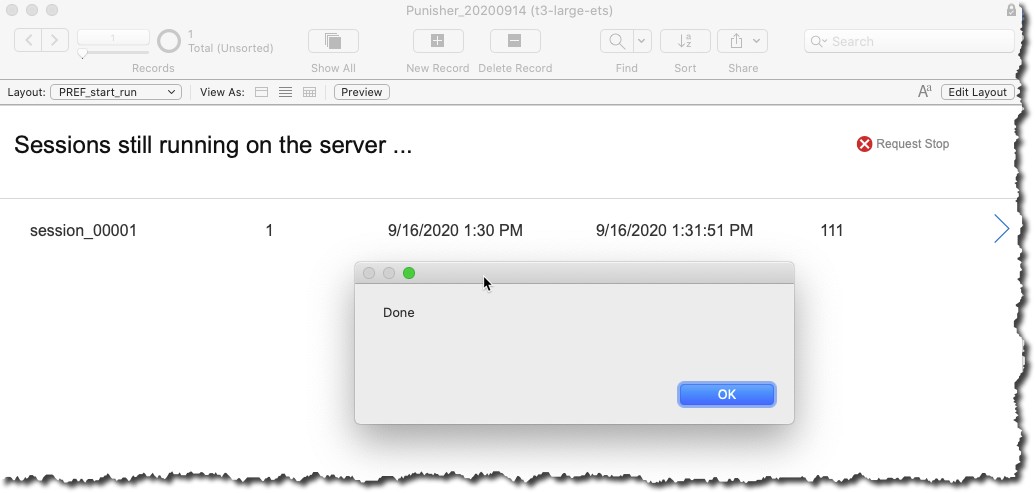 Punisher_20200914 (t3-large-ets)
1
1
Total (Unsorted)
Search
Records
Show All
New Record
Delete Record
Find
Sort
Share
Layout: PREF_start_run
View As:
Preview
Aa
Edit Layout
Sessions still running on the server ...
Request Stop
session_00001 1 9/16/2020 1:30 PM 9/16/2020 1:31:51 PM 111
Done
OK